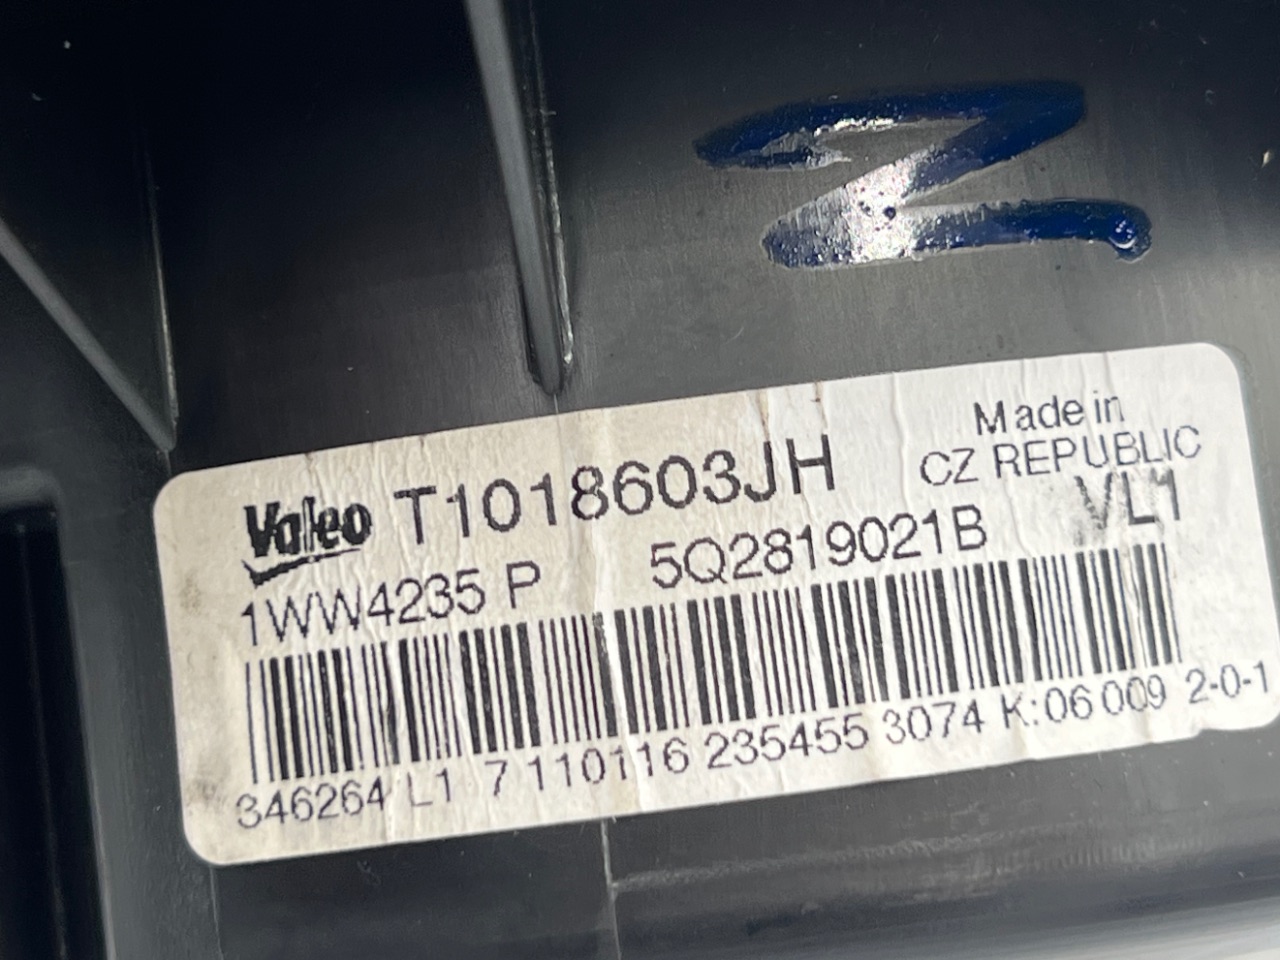 Valeo T1018603JH Made in
CZ REPUBLIC
1WW4235 P 5Q2819021B VL1
346264 L1 7 110116 235455 3074 K:06 009 2-0-1